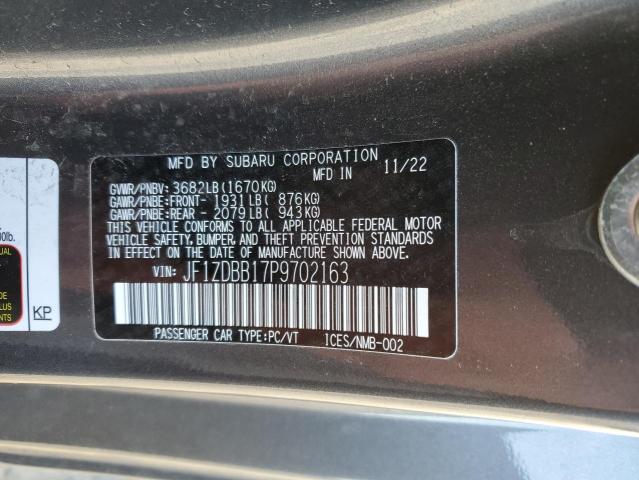 MFD BY SUBARU CORPORATION
MFD IN 11/22
GVWR/PNBV: 3682LB(1670KG)
GAWR/PNBE:FRONT- 1931LB( 876KG)
GAWR/PNBE:REAR - 2079LB( 943KG)
THIS VEHICLE CONFORMS TO ALL APPLICABLE FEDERAL MOTOR
VEHICLE SAFETY, BUMPER, AND THEFT PREVENTION STANDARDS
IN EFFECT ON THE DATE OF MANUFACTURE SHOWN ABOVE.
VIN: JF1ZDBB17P9702163
PASSENGER CAR TYPE:PC/VT ICES/NMB-002
KP